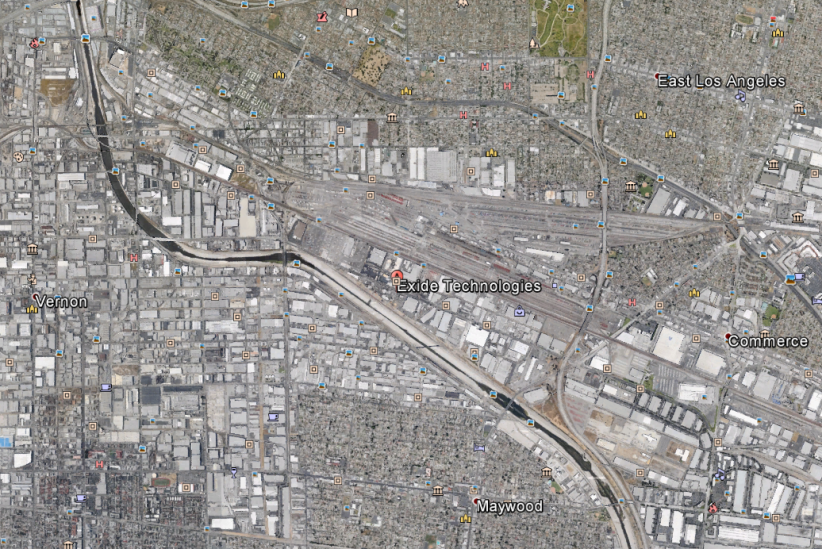 East Los Angeles
Exide Technologies
Vernon
Commerce
Maywood